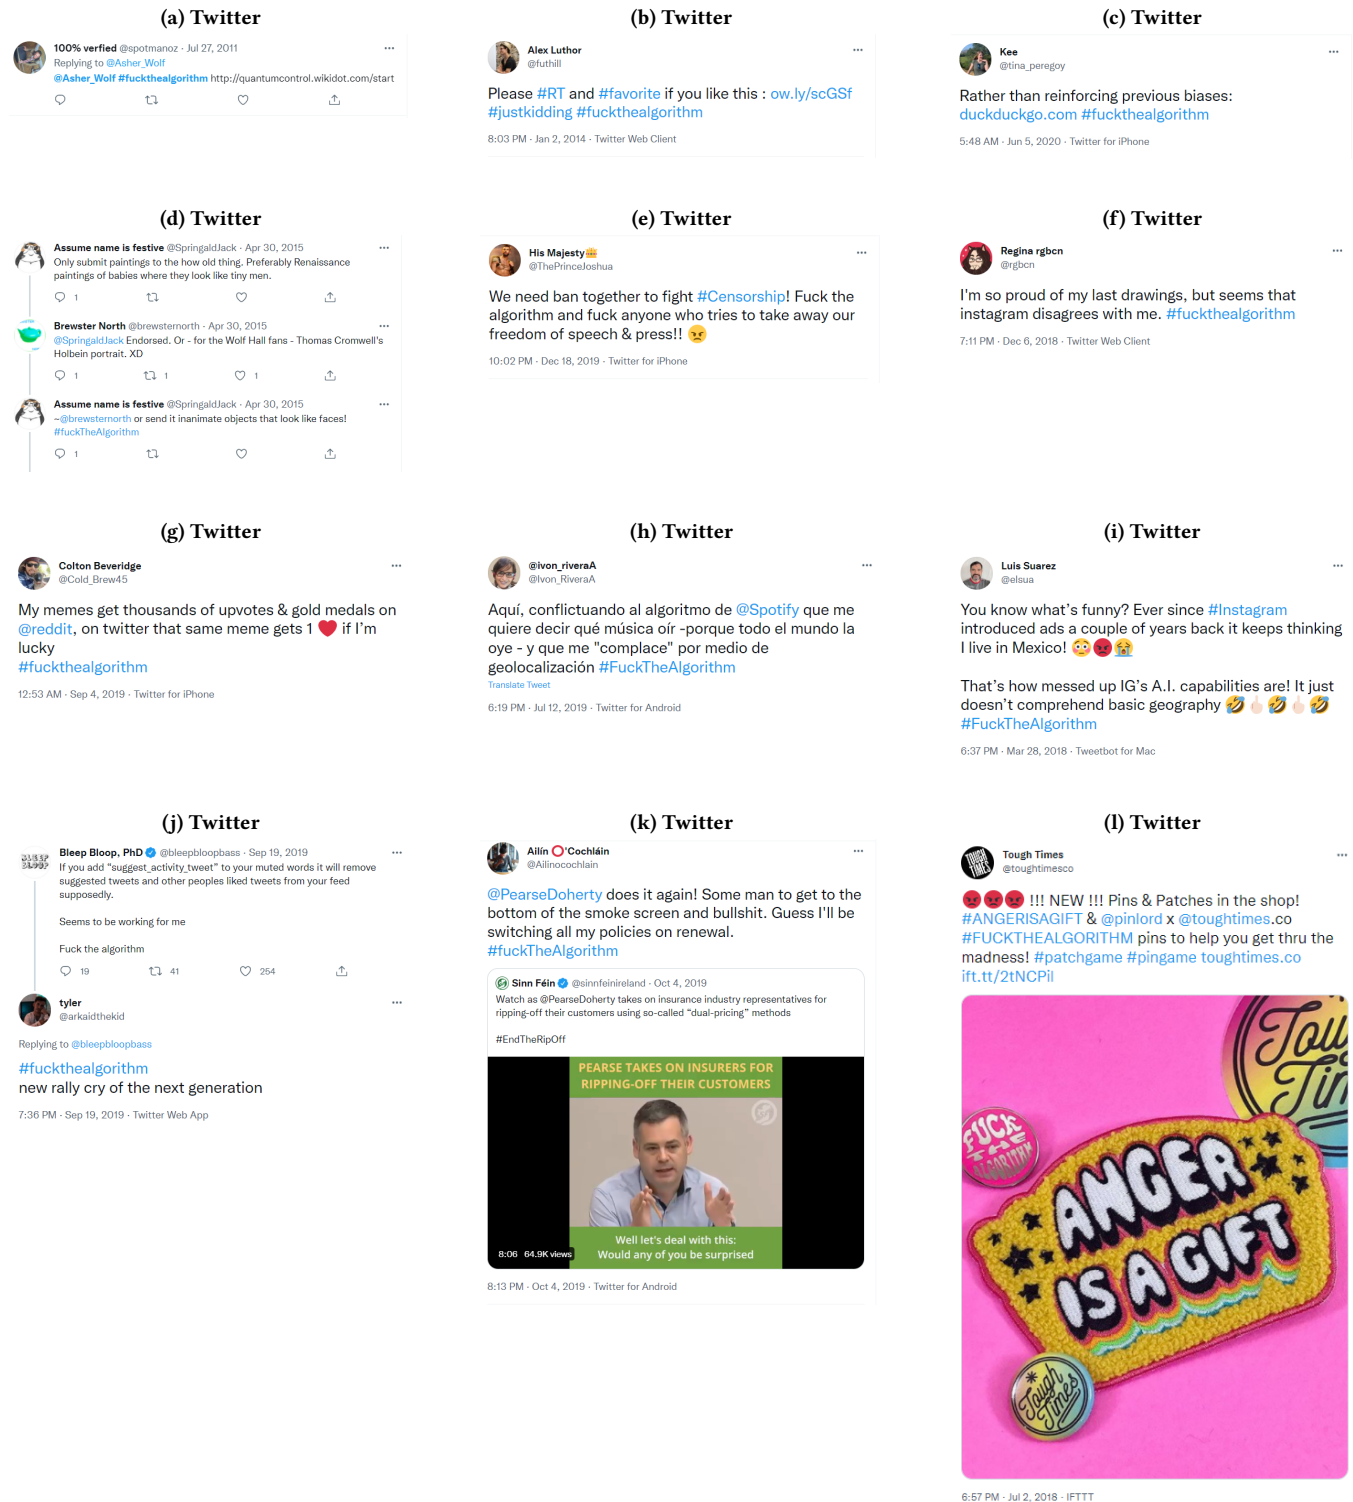 (a) Twitter
100% verfied @spotmanoz · Jul 27, 2011
Replying to @Asher_Wolf
@Asher_Wolf #fuckthealgorithm http://quantumcontrol.wikidot.com/start
(b) Twitter
Alex Luthor
@futhill
Please #RT and #favorite if you like this : ow.ly/scGSf
#justkidding #fuckthealgorithm
8:03 PM · Jan 2, 2014 · Twitter Web Client
(c) Twitter
Kee
@tina_peregoy
Rather than reinforcing previous biases:
duckduckgo.com #fuckthealgorithm
5:48 AM · Jun 5, 2020 · Twitter for iPhone
(d) Twitter
Assume name is festive @SpringaldJack · Apr 30, 2015
Only submit paintings to the how old thing. Preferably Renaissance
paintings of babies where they look like tiny men.
1
Brewster North @brewsternorth · Apr 30, 2015
@SpringaldJack Endorsed. Or - for the Wolf Hall fans - Thomas Cromwell's
Holbein portrait. XD
1 1 1
Assume name is festive @SpringaldJack · Apr 30, 2015
~@brewsternorth or send it inanimate objects that look like faces!
#fuckTheAlgorithm
1
(e) Twitter
His Majesty👑
@ThePrinceJoshua
We need ban together to fight #Censorship! Fuck the
algorithm and fuck anyone who tries to take away our
freedom of speech & press!! 😠
10:02 PM · Dec 18, 2019 · Twitter for iPhone
(f) Twitter
Regina rgbcn
@rgbcn
I'm so proud of my last drawings, but seems that
instagram disagrees with me. #fuckthealgorithm
7:11 PM · Dec 6, 2018 · Twitter Web Client
(g) Twitter
Colton Beveridge
@Cold_Brew45
My memes get thousands of upvotes & gold medals on
@reddit, on twitter that same meme gets 1 ❤️ if I'm
lucky
#fuckthealgorithm
12:53 AM · Sep 4, 2019 · Twitter for iPhone
(h) Twitter
@ivon_riveraA
@Ivon_RiveraA
Aquí, conflictuando al algoritmo de @Spotify que me
quiere decir qué música oír -porque todo el mundo la
oye - y que me "complace" por medio de
geolocalización #FuckTheAlgorithm
Translate Tweet
6:19 PM · Jul 12, 2019 · Twitter for Android
(i) Twitter
Luis Suarez
@elsua
You know what's funny? Ever since #Instagram
introduced ads a couple of years back it keeps thinking
I live in Mexico! 😳😡😭
That's how messed up IG's A.I. capabilities are! It just
doesn't comprehend basic geography 🤣🖕🏻🤣🖕🏻🤣
#FuckTheAlgorithm
6:37 PM · Mar 28, 2018 · Tweetbot for Mac
(j) Twitter
BLEEP
BLOOP
Bleep Bloop, PhD @bleepbloopbass · Sep 19, 2019
If you add "suggest_activity_tweet" to your muted words it will remove
suggested tweets and other peoples liked tweets from your feed
supposedly.
Seems to be working for me
Fuck the algorithm
19 41 254
tyler
@arkaidthekid
Replying to @bleepbloopbass
#fuckthealgorithm
new rally cry of the next generation
7:36 PM · Sep 19, 2019 · Twitter Web App
(k) Twitter
Ailín ⭕'Cochláin
@Ailinocochlain
@PearseDoherty does it again! Some man to get to the
bottom of the smoke screen and bullshit. Guess I'll be
switching all my policies on renewal.
#fuckTheAlgorithm
Sinn Féin @sinnfeinireland · Oct 4, 2019
Watch as @PearseDoherty takes on insurance industry representatives for
ripping-off their customers using so-called "dual-pricing" methods
#EndTheRipOff
PEARSE TAKES ON INSURERS FOR
RIPPING-OFF THEIR CUSTOMERS
Well let's deal with this:
Would any of you be surprised
8:06 64.9K views
8:13 PM · Oct 4, 2019 · Twitter for Android
(l) Twitter
TOUGH
TIMES
Tough Times
@toughtimesco
😡😡😡 !!! NEW !!! Pins & Patches in the shop!
#ANGERISAGIFT & @pinlord x @toughtimes.co
#FUCKTHEALGORITHM pins to help you get thru the
madness! #patchgame #pingame toughtimes.co
ift.tt/2tNCPil
Tou
Tim
FUCK
THE
ALGORITHM
ANGER
IS A GIFT
Tough
Times
6:57 PM · Jul 2, 2018 · IFTTT